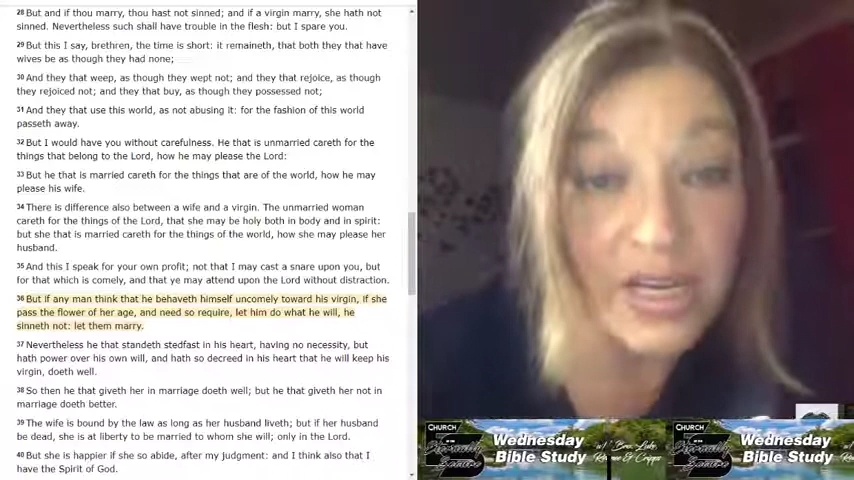 28 But and if thou marry, thou hast not sinned; and if a virgin marry, she hath not
sinned. Nevertheless such shall have trouble in the flesh: but I spare you.
29 But this I say, brethren, the time is short: it remaineth, that both they that have
wives be as though they had none;
30 And they that weep, as though they wept not; and they that rejoice, as though
they rejoiced not; and they that buy, as though they possessed not;
31 And they that use this world, as not abusing it: for the fashion of this world
passeth away.
32 But I would have you without carefulness. He that is unmarried careth for the
things that belong to the Lord, how he may please the Lord:
33 But he that is married careth for the things that are of the world, how he may
please his wife.
34 There is difference also between a wife and a virgin. The unmarried woman
careth for the things of the Lord, that she may be holy both in body and in spirit:
but she that is married careth for the things of the world, how she may please her
husband.
35 And this I speak for your own profit; not that I may cast a snare upon you, but
for that which is comely, and that ye may attend upon the Lord without distraction.
36 But if any man think that he behaveth himself uncomely toward his virgin, if she
pass the flower of her age, and need so require, let him do what he will, he
sinneth not: let them marry.
37 Nevertheless he that standeth stedfast in his heart, having no necessity, but
hath power over his own will, and hath so decreed in his heart that he will keep his
virgin, doeth well.
38 So then he that giveth her in marriage doeth well; but he that giveth her not in
marriage doeth better.
39 The wife is bound by the law as long as her husband liveth; but if her husband
be dead, she is at liberty to be married to whom she will; only in the Lord.
40 But she is happier if she so abide, after my judgment: and I think also that I
have the Spirit of God.
CHURCH
OF THE
Eternally
Secure
Wednesday
Bible Study
w/ Bro. Luke,
& Cripps
CHURCH
OF THE
Eternally
Secure
Wednesday
Bible Study
w/ Bro. Luke,
Renee & Cripps